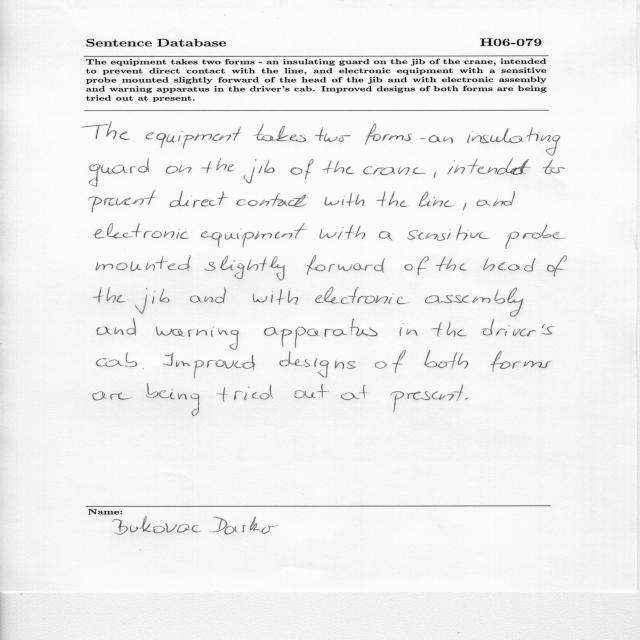 Sentence Database H06-079
The equipment takes two forms - an insulating guard on the jib of the crane, intended
to prevent direct contact with the line, and electronic equipment with a sensitive
probe mounted slightly forward of the head of the jib and with electronic assembly
and warning apparatus in the driver's cab. Improved designs of both forms are being
tried out at present.
The equipment takes two forms - an insulating
guard on the jib of the crane, intended to
prevent direct contact with the line, and
electronic equipment with a sensitive probe
mounted slightly forward of the head of
the jib and with electronic assembly
and warning apparatus in the driver's
cab. Improved designs of both forms
are being tried out at present.
Name:
Bukovac Darko